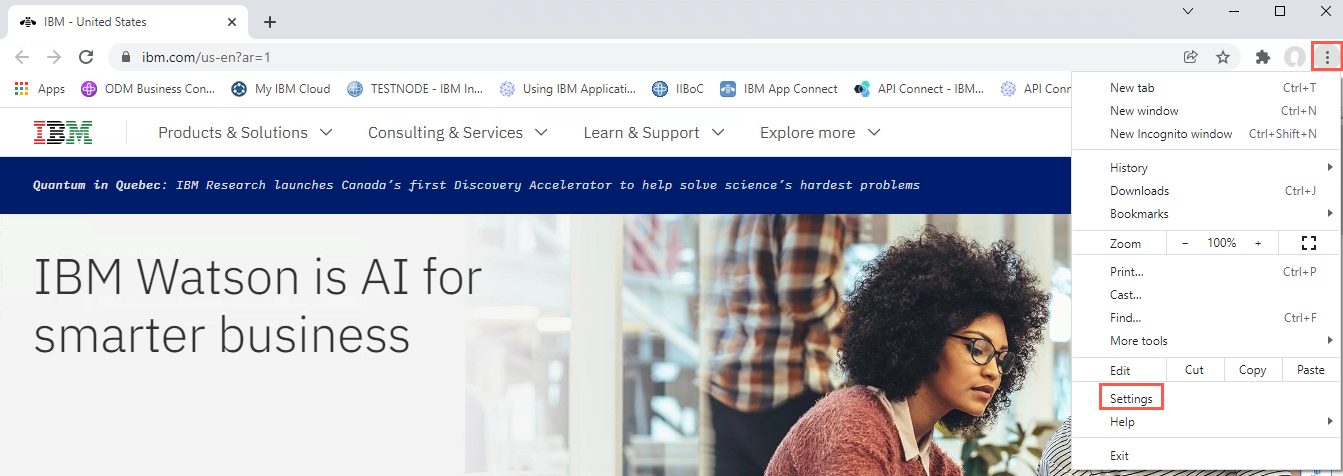 IBM - United States
ibm.com/us-en?ar=1
Apps
ODM Business Con...
My IBM Cloud
TESTNODE - IBM In...
Using IBM Applicati...
IIBoC
IBM App Connect
API Connect - IBM...
API Conn
IBM
Products & Solutions
Consulting & Services
Learn & Support
Explore more
Quantum in Quebec: IBM Research launches Canada's first Discovery Accelerator to help solve science's hardest problems
IBM Watson is AI for
smarter business
New tab Ctrl+T
New window Ctrl+N
New Incognito window Ctrl+Shift+N
History
Downloads Ctrl+J
Bookmarks
Zoom − 100% +
Print... Ctrl+P
Cast...
Find... Ctrl+F
More tools
Edit Cut Copy Paste
Settings
Help
Exit